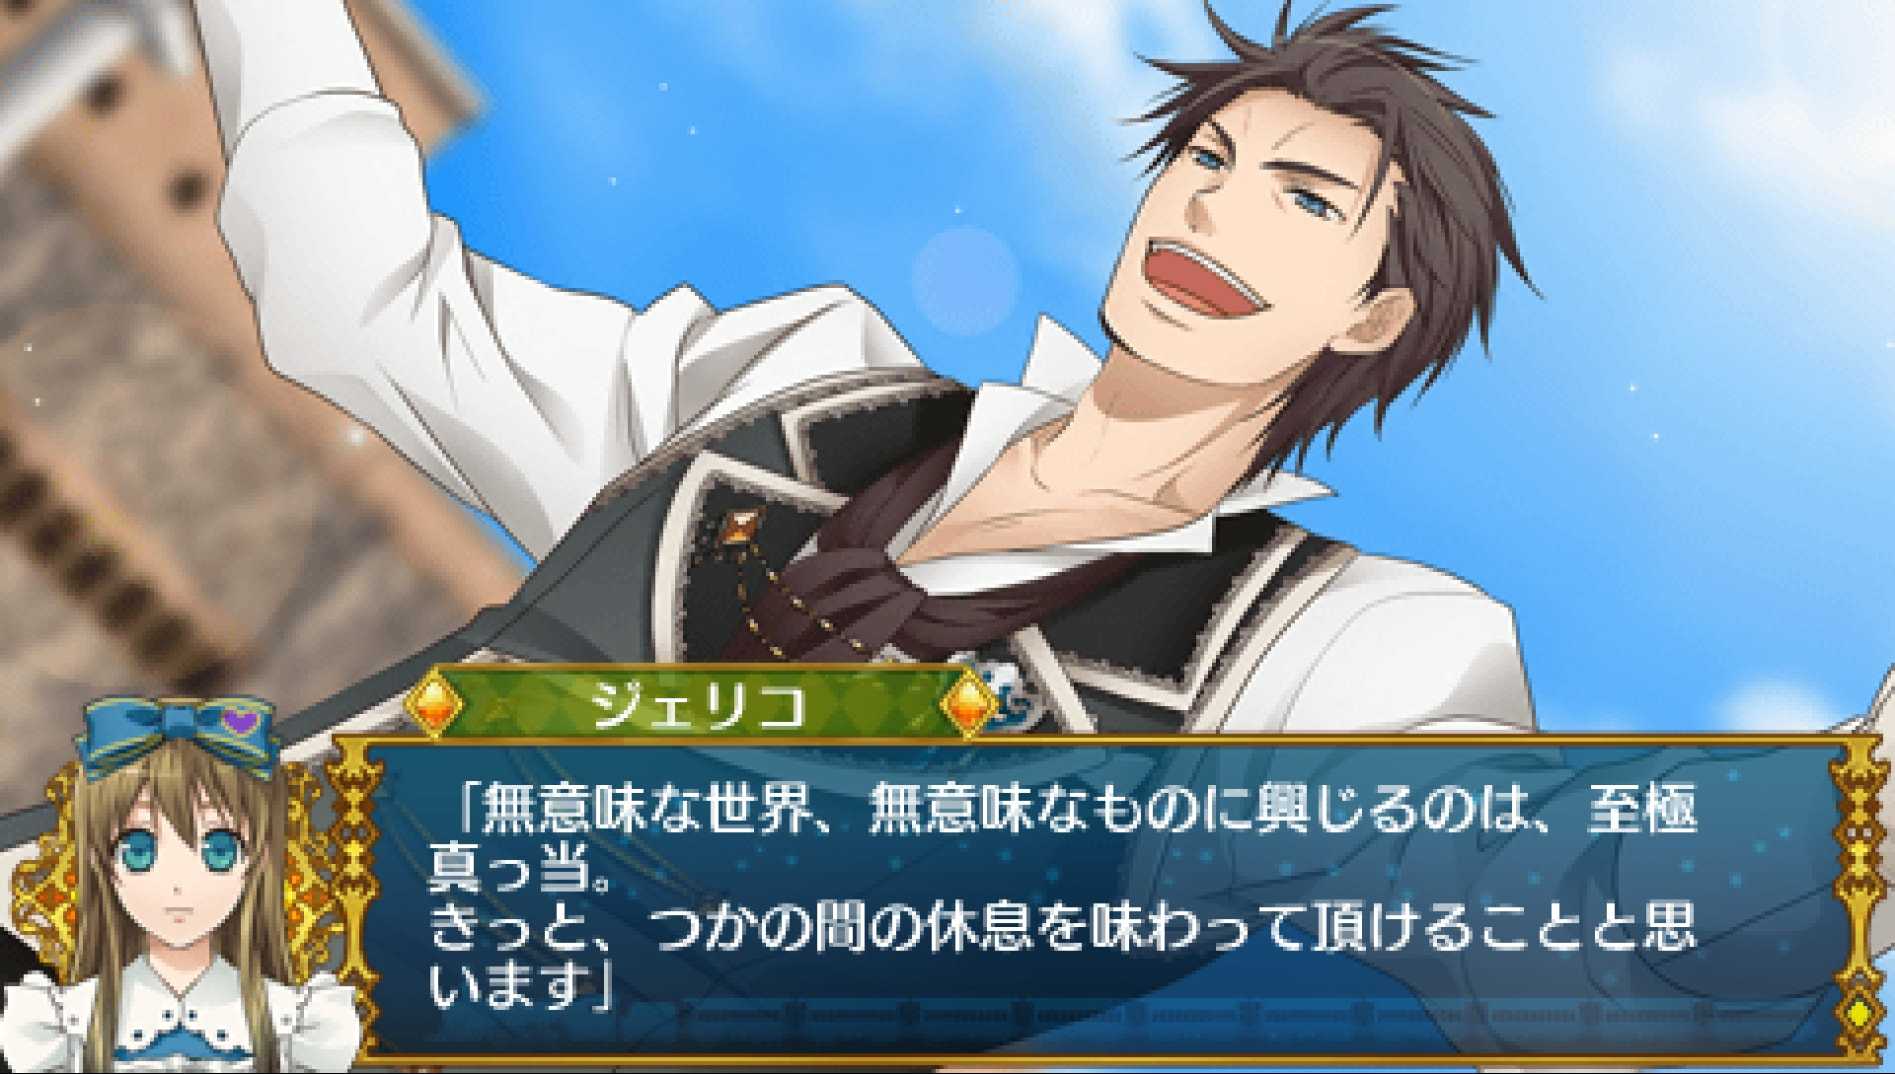 ジェリコ
「無意味な世界、無意味なものに興じるのは、至極
真っ当。
きっと、つかの間の休息を味わって頂けることと思
います」